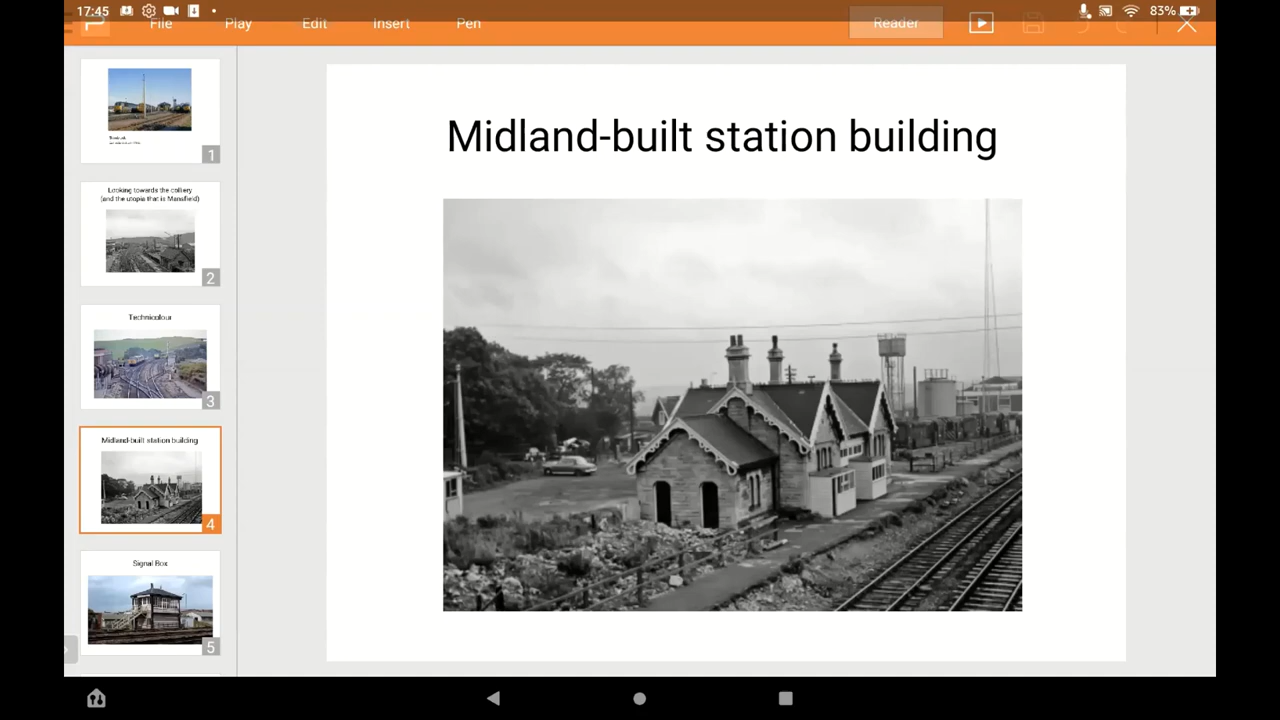 17:45
83%
File
Play
Edit
Insert
Pen
Reader
1
Looking towards the colliery
(and the utopia that is Mansfield)
2
Technicolour
3
Midland-built station building
4
Signal Box
5
Midland-built station building